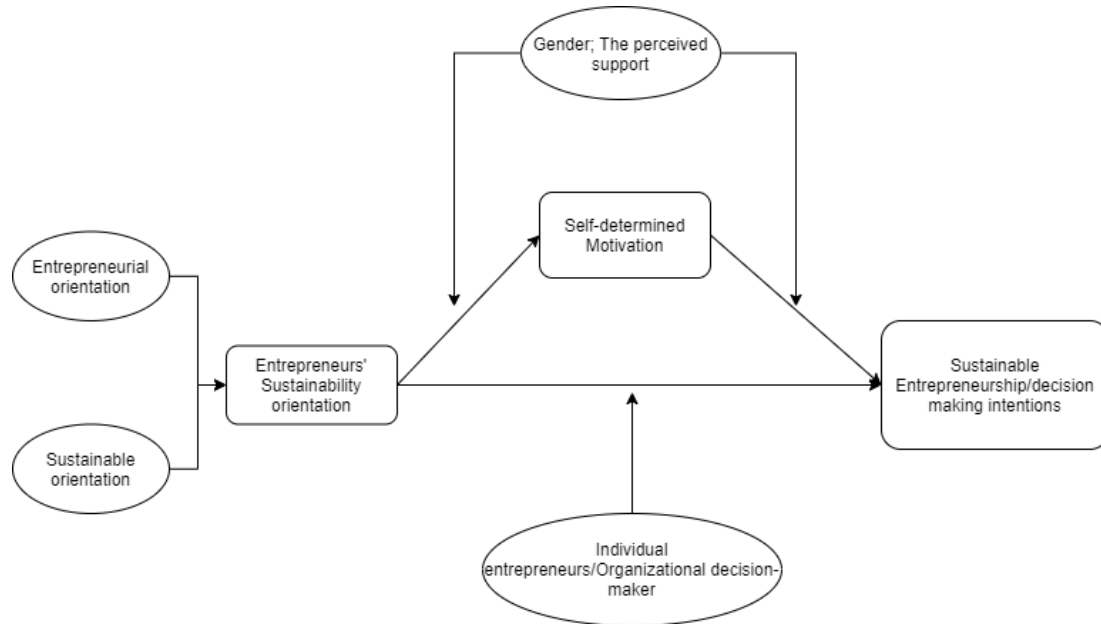 Gender; The perceived
support
Self-determined
Motivation
Entrepreneurial
orientation
Entrepreneurs'
Sustainability
orientation
Sustainable
Entrepreneurship/decision
making intentions
Sustainable
orientation
Individual
entrepreneurs/Organizational decision-
maker